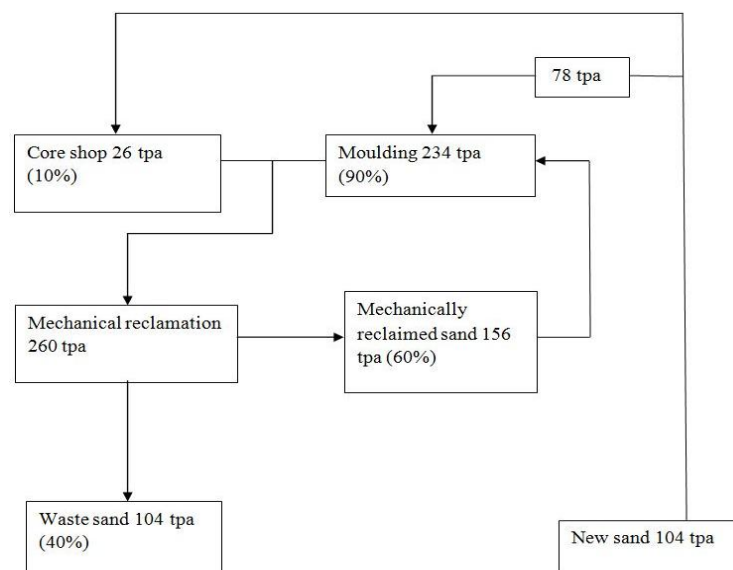 78 tpa
Core shop 26 tpa
(10%)
Moulding 234 tpa
(90%)
Mechanical reclamation
260 tpa
Mechanically
reclaimed sand 156
tpa (60%)
Waste sand 104 tpa
(40%)
New sand 104 tpa